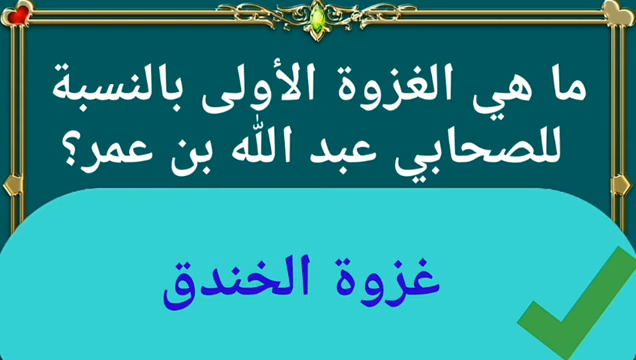 ما هي الغزوة الأولى بالنسبة
للصحابي عبد الله بن عمر؟
غزوة الخندق